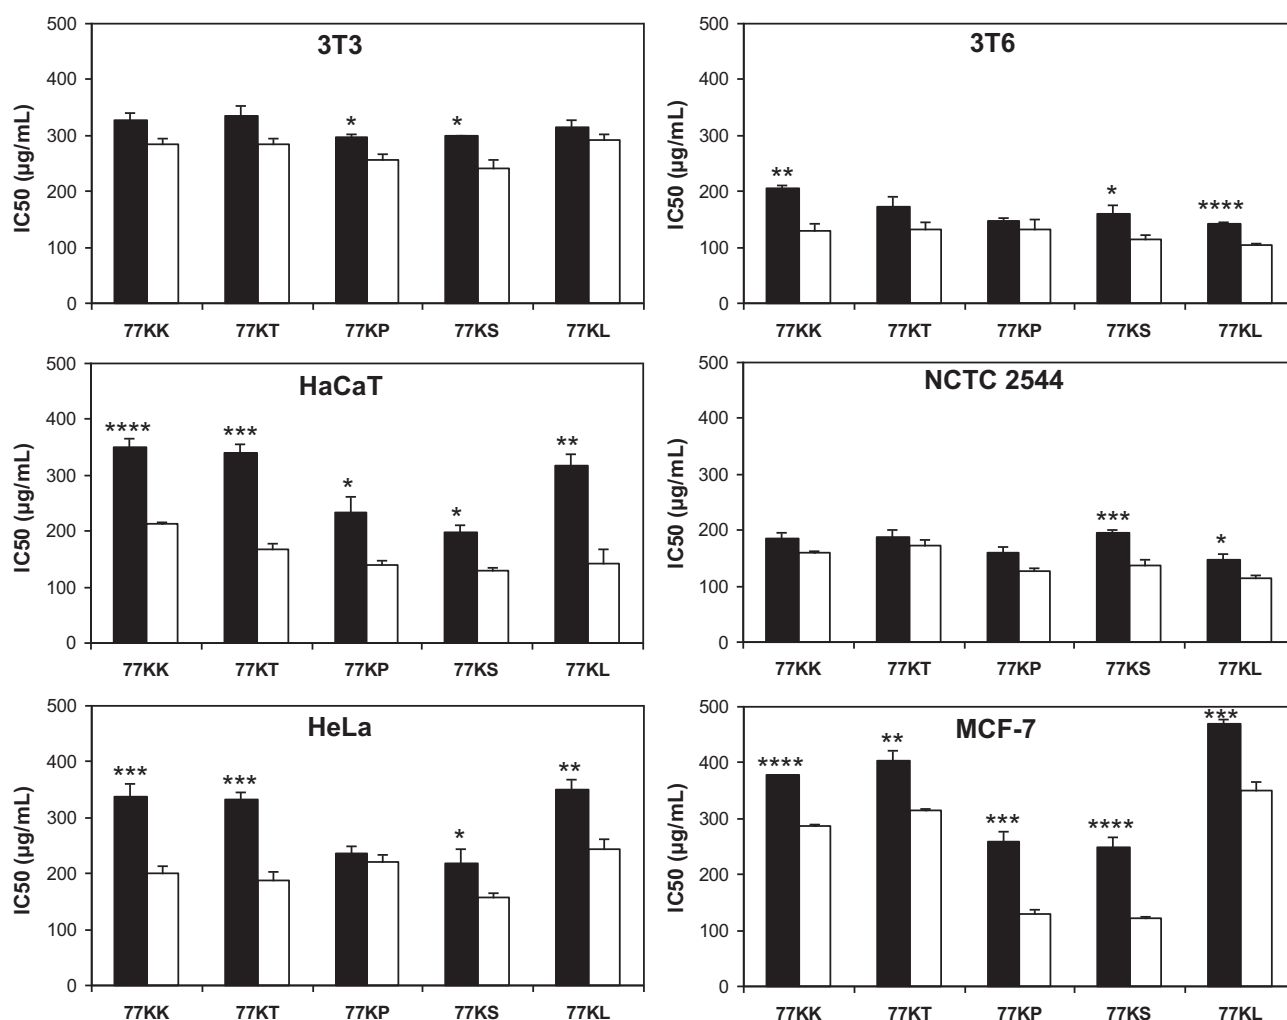 3T3
IC50 (µg/mL)
500
400
300
200
100
0
* *
77KK 77KT 77KP 77KS 77KL
3T6
IC50 (µg/mL)
500
400
300
200
100
0
** * ****
77KK 77KT 77KP 77KS 77KL
HaCaT
IC50 (µg/mL)
500
400
300
200
100
0
**** *** * * **
77KK 77KT 77KP 77KS 77KL
NCTC 2544
IC50 (µg/mL)
500
400
300
200
100
0
*** *
77KK 77KT 77KP 77KS 77KL
HeLa
IC50 (µg/mL)
500
400
300
200
100
0
*** *** * **
77KK 77KT 77KP 77KS 77KL
MCF-7
IC50 (µg/mL)
500
400
300
200
100
0
**** ** *** **** ***
77KK 77KT 77KP 77KS 77KL